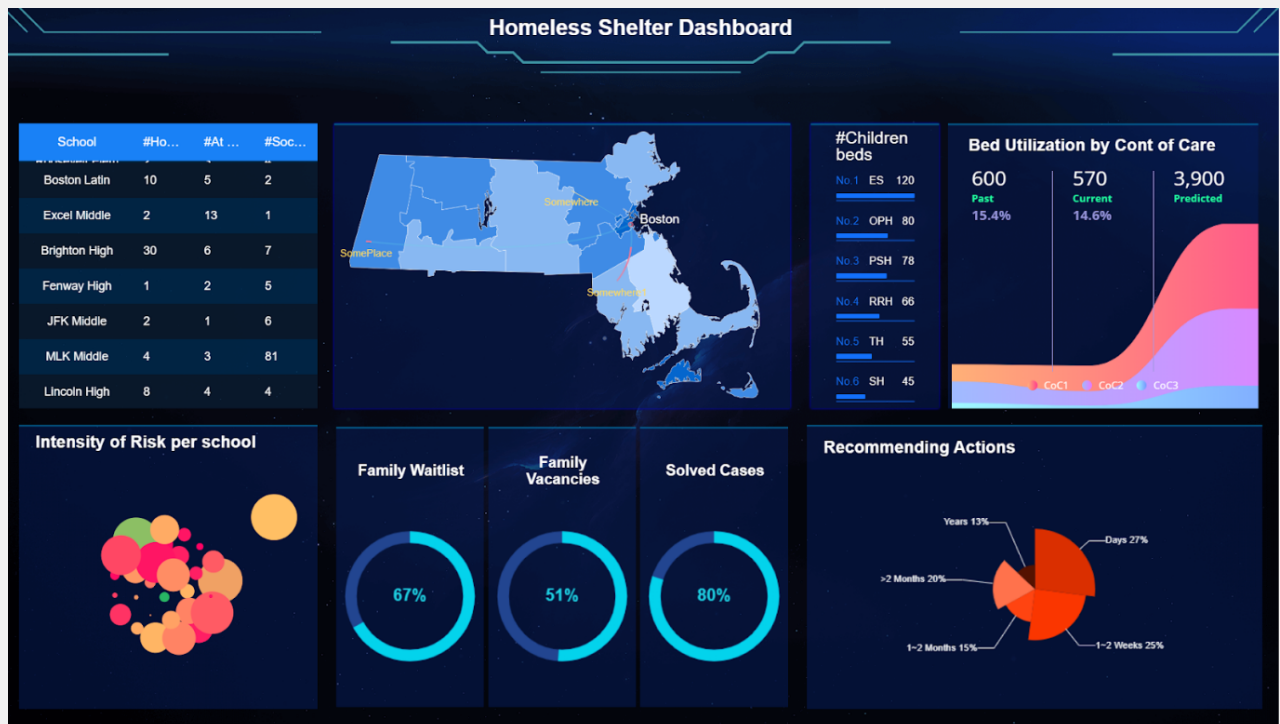 Homeless Shelter Dashboard
School #Ho... #At ... #Soc...
Boston Latin 10 5 2
Excel Middle 2 13 1
Brighton High 30 6 7
Fenway High 1 2 5
JFK Middle 2 1 6
MLK Middle 4 3 81
Lincoln High 8 4 4
Somewhere
Boston
SomePlace
Somewhere
#Children
beds
No.1 ES 120
No.2 OPH 80
No.3 PSH 78
No.4 RRH 66
No.5 TH 55
No.6 SH 45
Bed Utilization by Cont of Care
600 570 3,900
Past Current Predicted
15.4% 14.6%
CoC1 CoC2 CoC3
Intensity of Risk per school
Family Waitlist
67%
Family
Vacancies
51%
Solved Cases
80%
Recommending Actions
Years 13%
Days 27%
>2 Months 20%
1~2 Months 15%
1~2 Weeks 25%